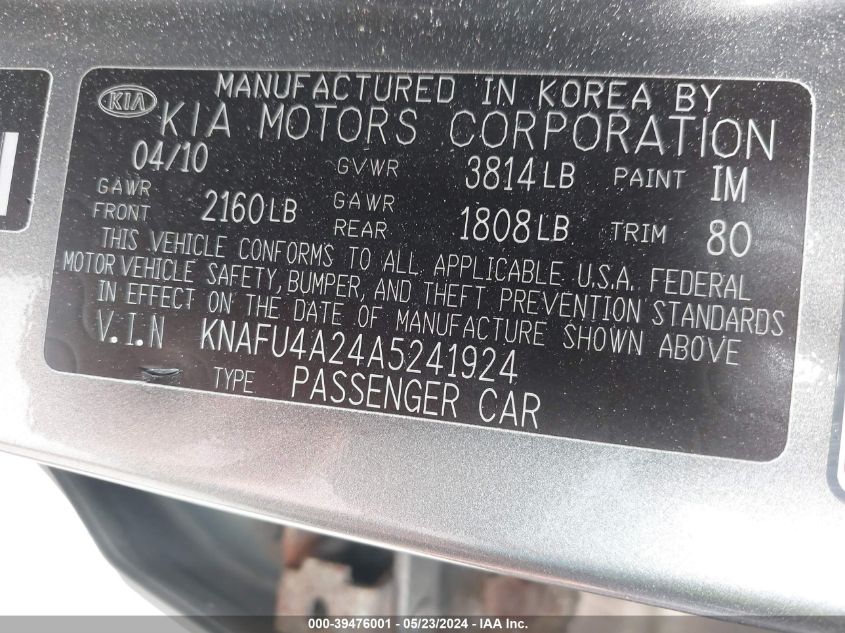 KIA
MANUFACTURED IN KOREA BY
KIA MOTORS CORPORATION
04/10 GVWR 3814LB PAINT IM
GAWR FRONT 2160LB GAWR REAR 1808LB TRIM 80
THIS VEHICLE CONFORMS TO ALL APPLICABLE U.S.A. FEDERAL
MOTOR VEHICLE SAFETY, BUMPER, AND THEFT PREVENTION STANDARDS
IN EFFECT ON THE DATE OF MANUFACTURE SHOWN ABOVE
V.I.N KNAFU4A24A5241924
TYPE PASSENGER CAR
000-39476001 - 05/23/2024 - IAA Inc.